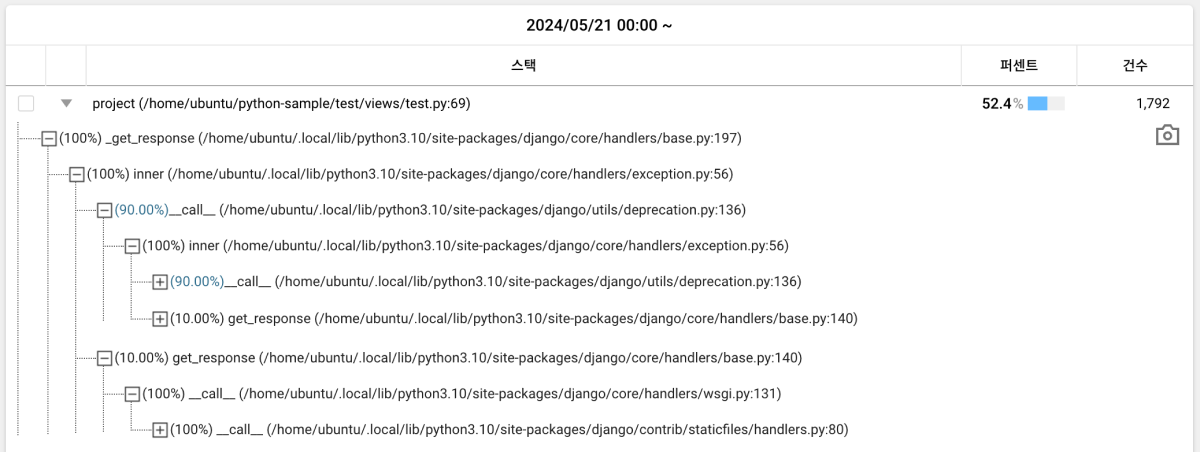 2024/05/21 00:00 ~
스택 퍼센트 건수
project (/home/ubuntu/python-sample/test/views/test.py:69) 52.4% 1,792
(100%) _get_response (/home/ubuntu/.local/lib/python3.10/site-packages/django/core/handlers/base.py:197)
(100%) inner (/home/ubuntu/.local/lib/python3.10/site-packages/django/core/handlers/exception.py:56)
(90.00%)__call__ (/home/ubuntu/.local/lib/python3.10/site-packages/django/utils/deprecation.py:136)
(100%) inner (/home/ubuntu/.local/lib/python3.10/site-packages/django/core/handlers/exception.py:56)
(90.00%)__call__ (/home/ubuntu/.local/lib/python3.10/site-packages/django/utils/deprecation.py:136)
(10.00%) get_response (/home/ubuntu/.local/lib/python3.10/site-packages/django/core/handlers/base.py:140)
(10.00%) get_response (/home/ubuntu/.local/lib/python3.10/site-packages/django/core/handlers/base.py:140)
(100%) __call__ (/home/ubuntu/.local/lib/python3.10/site-packages/django/core/handlers/wsgi.py:131)
(100%) __call__ (/home/ubuntu/.local/lib/python3.10/site-packages/django/contrib/staticfiles/handlers.py:80)